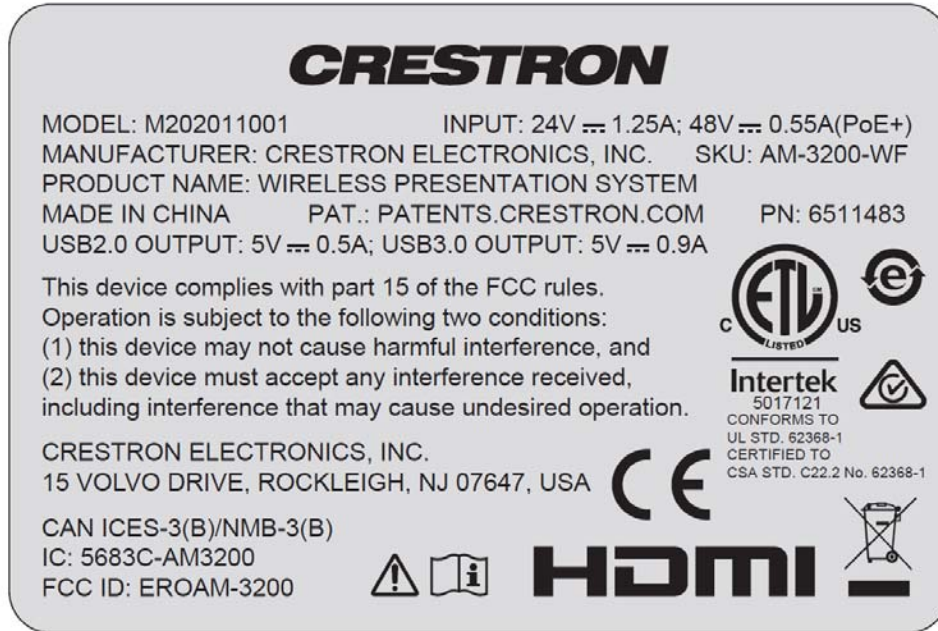 CRESTRON
MODEL: M202011001 INPUT: 24V ⎓ 1.25A; 48V ⎓ 0.55A(PoE+)
MANUFACTURER: CRESTRON ELECTRONICS, INC. SKU: AM-3200-WF
PRODUCT NAME: WIRELESS PRESENTATION SYSTEM
MADE IN CHINA PAT.: PATENTS.CRESTRON.COM PN: 6511483
USB2.0 OUTPUT: 5V ⎓ 0.5A; USB3.0 OUTPUT: 5V ⎓ 0.9A
This device complies with part 15 of the FCC rules.
Operation is subject to the following two conditions:
(1) this device may not cause harmful interference, and
(2) this device must accept any interference received,
including interference that may cause undesired operation.
C ETL SM US
LISTED
e
Intertek
5017121
CONFORMS TO
UL STD. 62368-1
CERTIFIED TO
CSA STD. C22.2 No. 62368-1
CRESTRON ELECTRONICS, INC.
15 VOLVO DRIVE, ROCKLEIGH, NJ 07647, USA
CE
CAN ICES-3(B)/NMB-3(B)
IC: 5683C-AM3200
FCC ID: EROAM-3200
i
HDMI